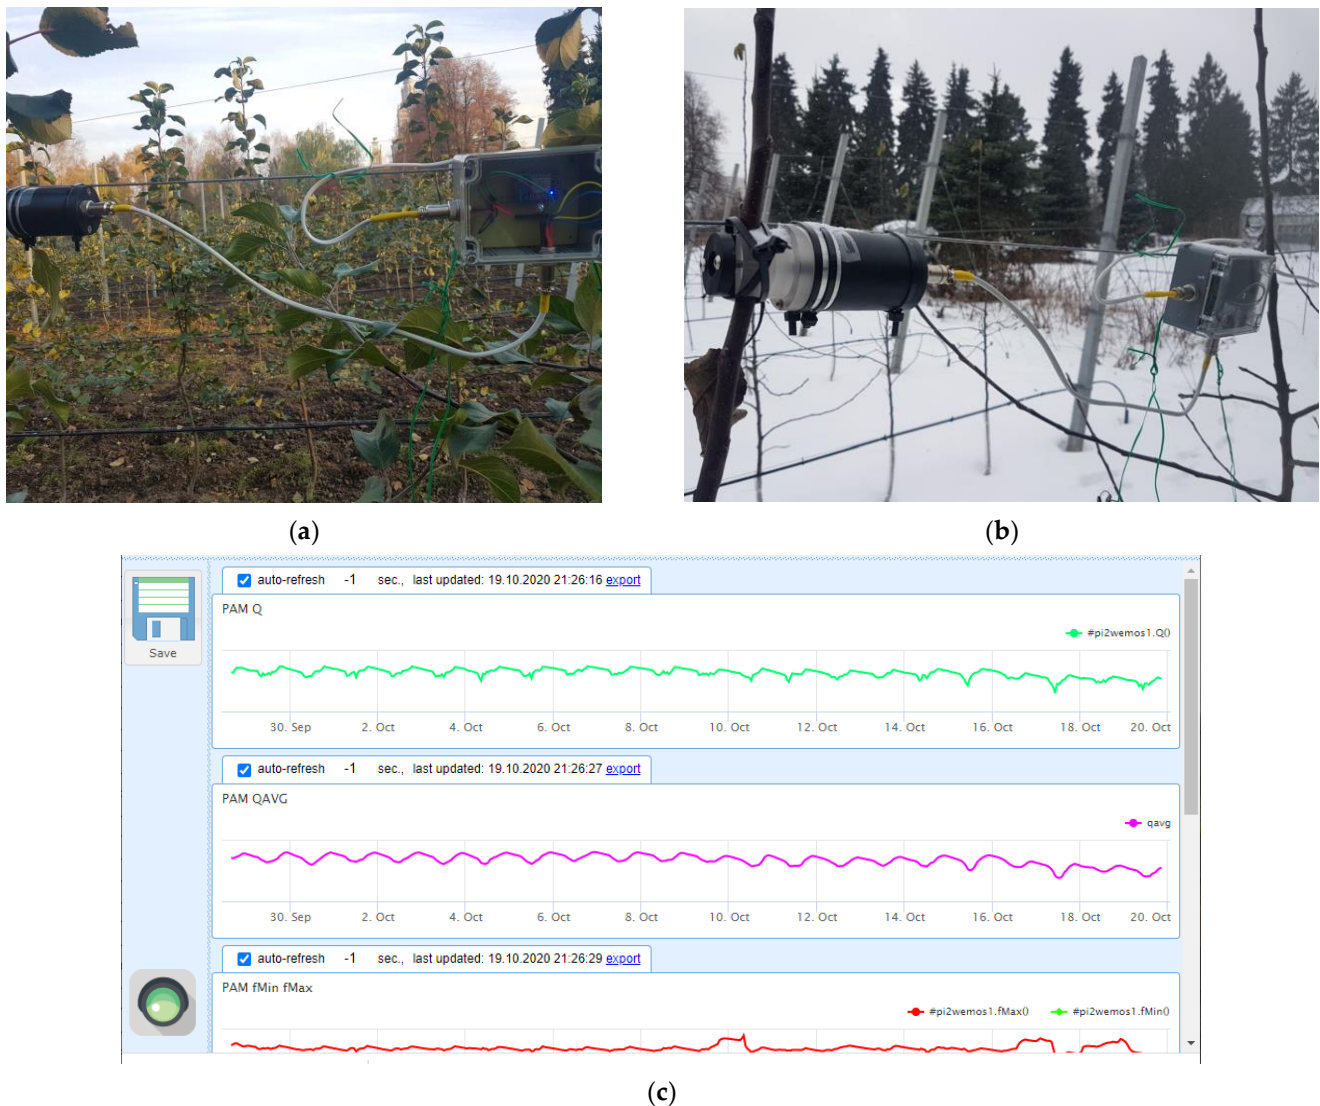 (a)
(b)
auto-refresh -1 sec., last updated: 19.10.2020 21:26:16 export
PAM Q
Save
#pi2wemos1.Q()
30. Sep 2. Oct 4. Oct 6. Oct 8. Oct 10. Oct 12. Oct 14. Oct 16. Oct 18. Oct 20. Oct
auto-refresh -1 sec., last updated: 19.10.2020 21:26:27 export
PAM QAVG
qavg
30. Sep 2. Oct 4. Oct 6. Oct 8. Oct 10. Oct 12. Oct 14. Oct 16. Oct 18. Oct 20. Oct
auto-refresh -1 sec., last updated: 19.10.2020 21:26:29 export
PAM fMin fMax
#pi2wemos1.fMax() #pi2wemos1.fMin()
(c)